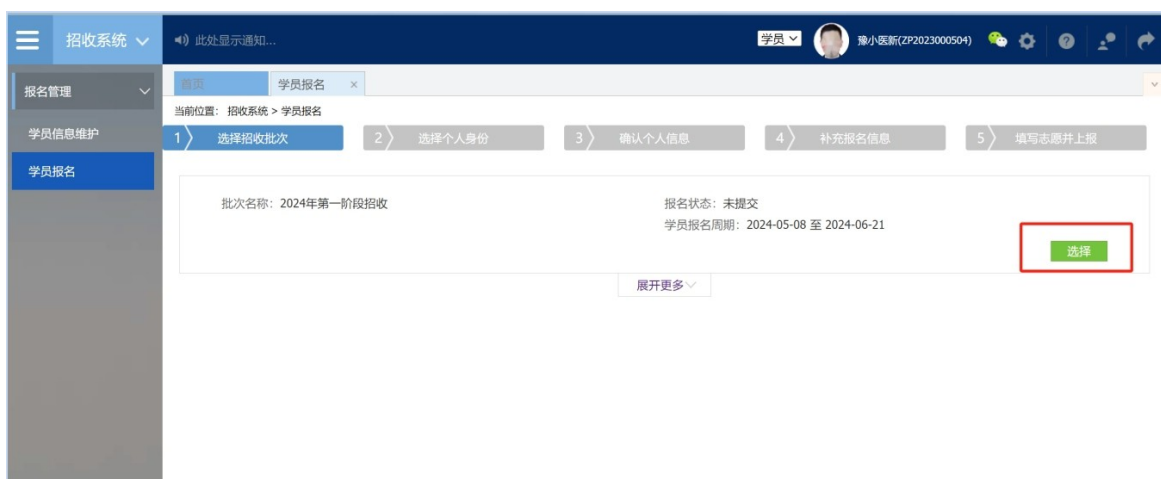 招收系统
此处显示通知...
学员
豫小医新(ZP2023000504)
报名管理
学员信息维护
学员报名
首页
学员报名 ×
当前位置： 招收系统 > 学员报名
1 选择招收批次
2 选择个人身份
3 确认个人信息
4 补充报名信息
5 填写志愿并上报
批次名称：2024年第一阶段招收
报名状态：未提交
学员报名周期：2024-05-08 至 2024-06-21
选择
展开更多